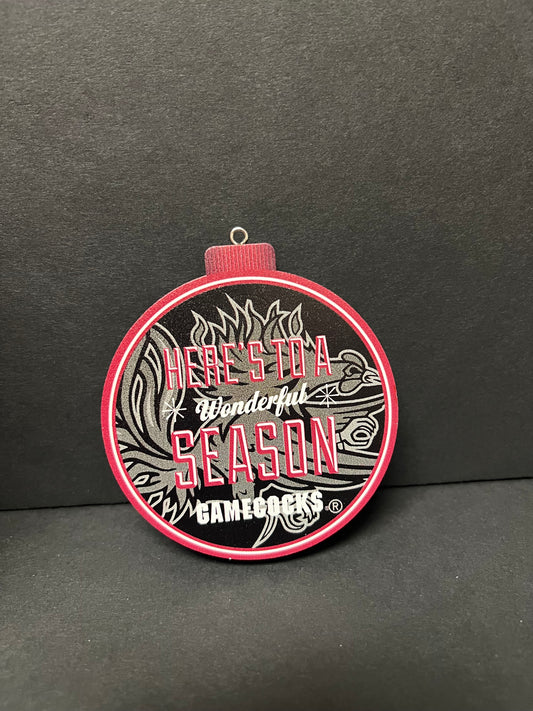 HERE'S TO A
Wonderful
SEASON
GAMECOCKS®